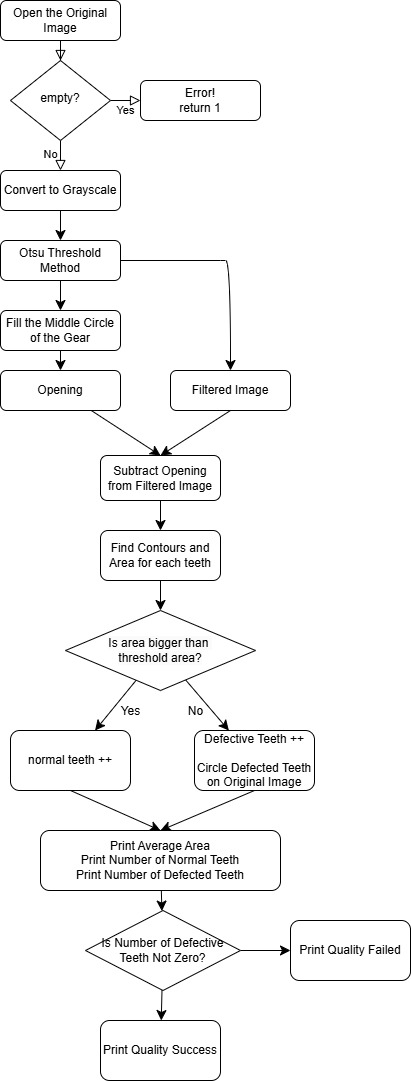 Open the Original
Image
empty?
Error!
return 1
Yes
No
Convert to Grayscale
Otsu Threshold
Method
Fill the Middle Circle
of the Gear
Opening
Filtered Image
Subtract Opening
from Filtered Image
Find Contours and
Area for each teeth
Is area bigger than
threshold area?
Yes
No
normal teeth ++
Defective Teeth ++
Circle Defected Teeth
on Original Image
Print Average Area
Print Number of Normal Teeth
Print Number of Defected Teeth
Is Number of Defective
Teeth Not Zero?
Print Quality Failed
Print Quality Success